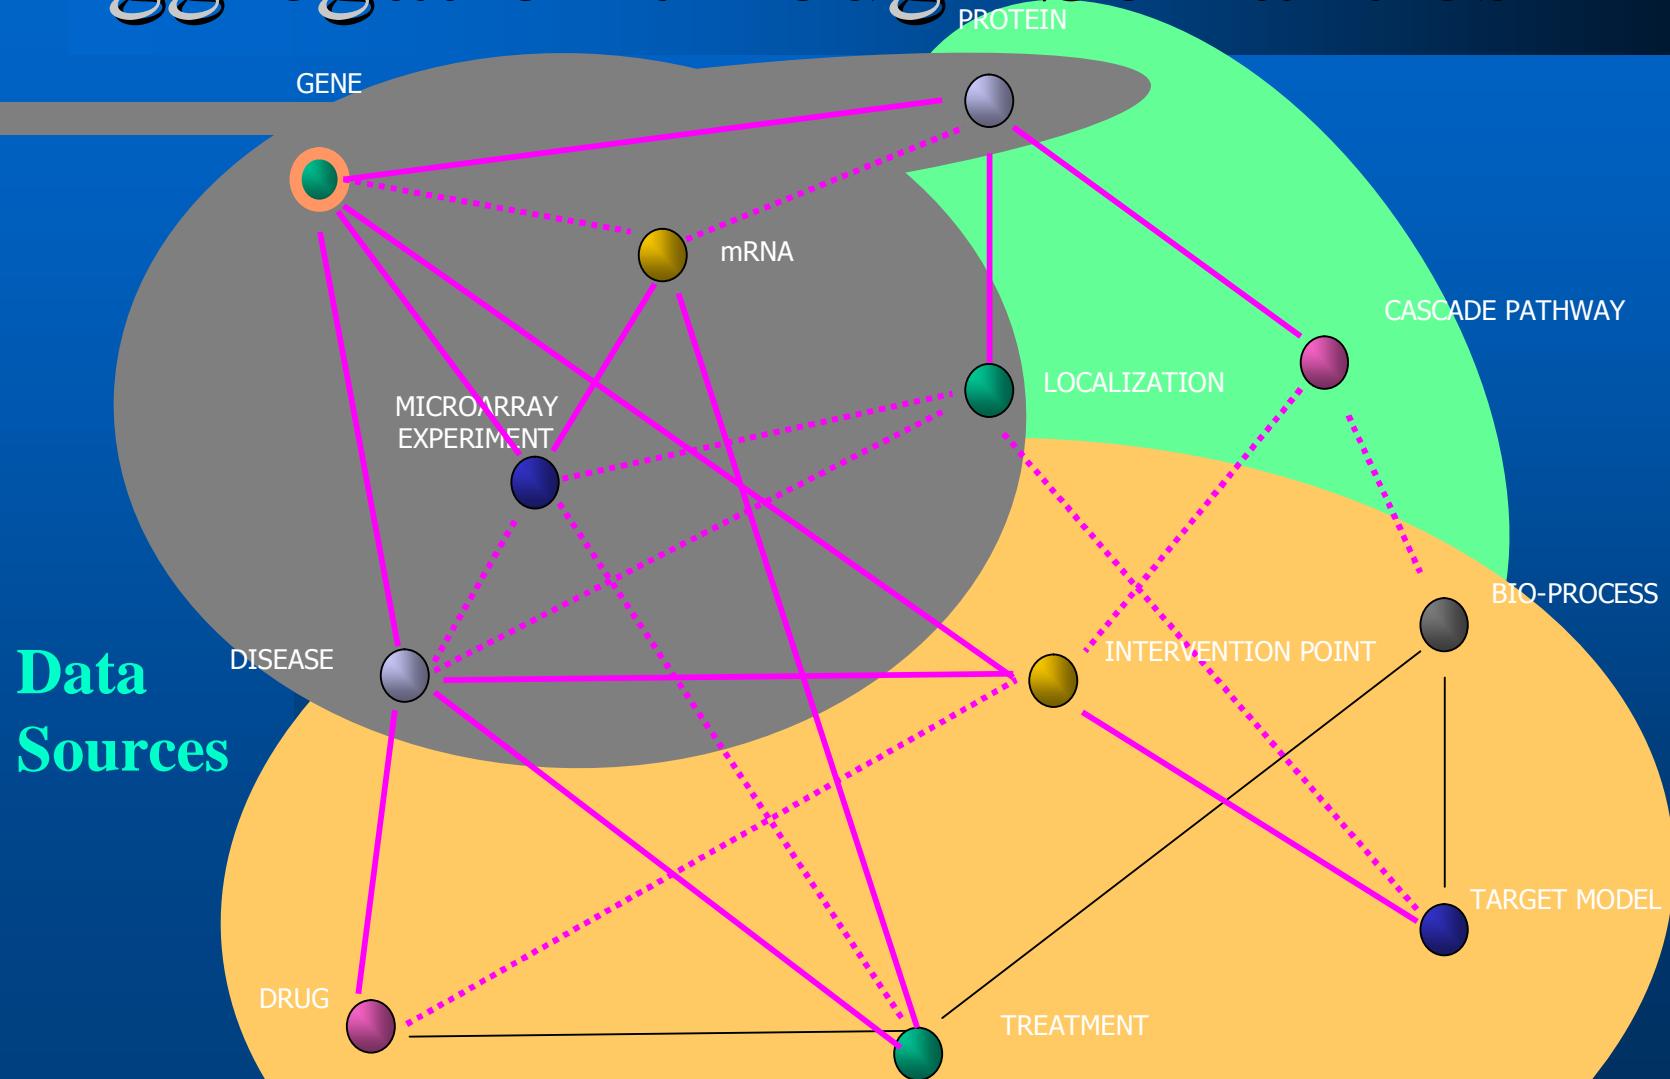 PROTEIN
GENE
mRNA
CASCADE PATHWAY
LOCALIZATION
MICROARRAY
EXPERIMENT
BIO-PROCESS
INTERVENTION POINT
DISEASE
Data
Sources
TARGET MODEL
DRUG
TREATMENT